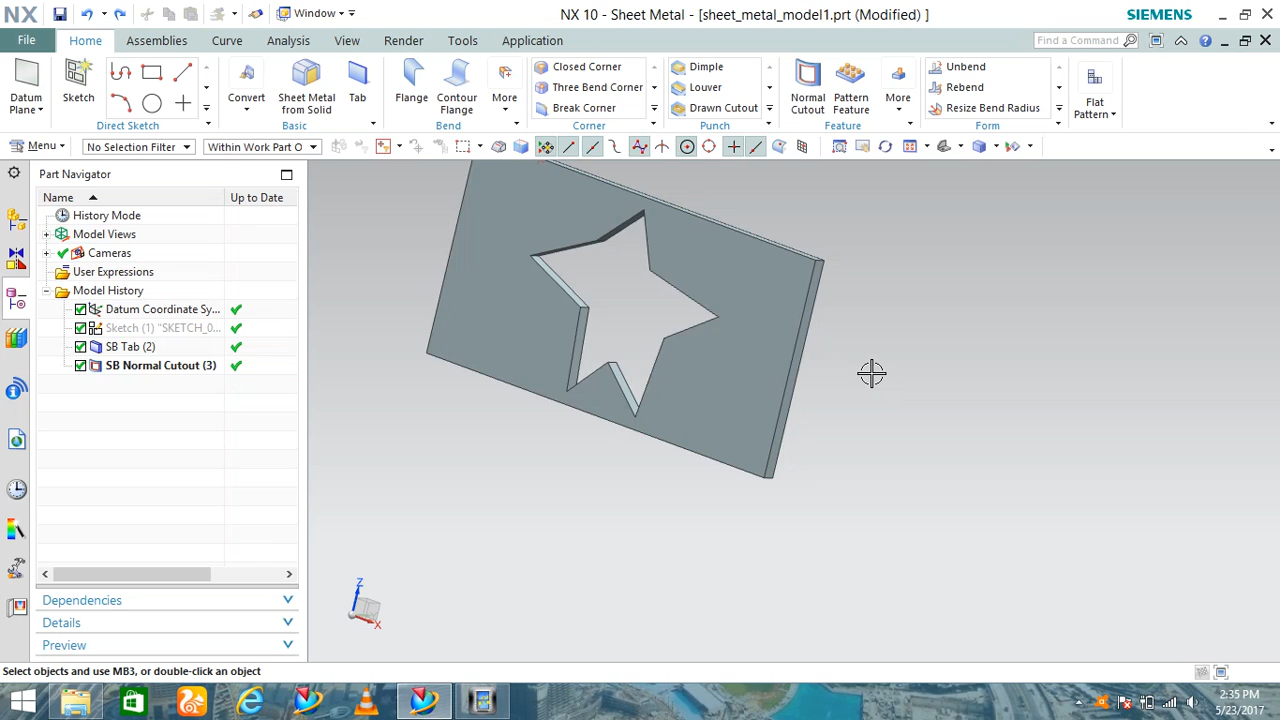 NX
Window
NX 10 - Sheet Metal - [sheet_metal_model1.prt (Modified) ]
SIEMENS
File
Home
Assemblies
Curve
Analysis
View
Render
Tools
Application
Find a Command
Datum
Plane
Sketch
Direct Sketch
Convert
Sheet Metal
from Solid
Tab
Basic
Flange
Contour
Flange
More
Bend
Closed Corner
Three Bend Corner
Break Corner
Corner
Dimple
Louver
Drawn Cutout
Punch
Normal
Cutout
Pattern
Feature
More
Feature
Unbend
Rebend
Resize Bend Radius
Form
Flat
Pattern
Menu
No Selection Filter
Within Work Part O
Part Navigator
Name
Up to Date
History Mode
Model Views
Cameras
User Expressions
Model History
Datum Coordinate Sy...
Sketch (1) "SKETCH_0...
SB Tab (2)
SB Normal Cutout (3)
Dependencies
Details
Preview
Z
X
Select objects and use MB3, or double-click an object
2:35 PM
5/23/2017